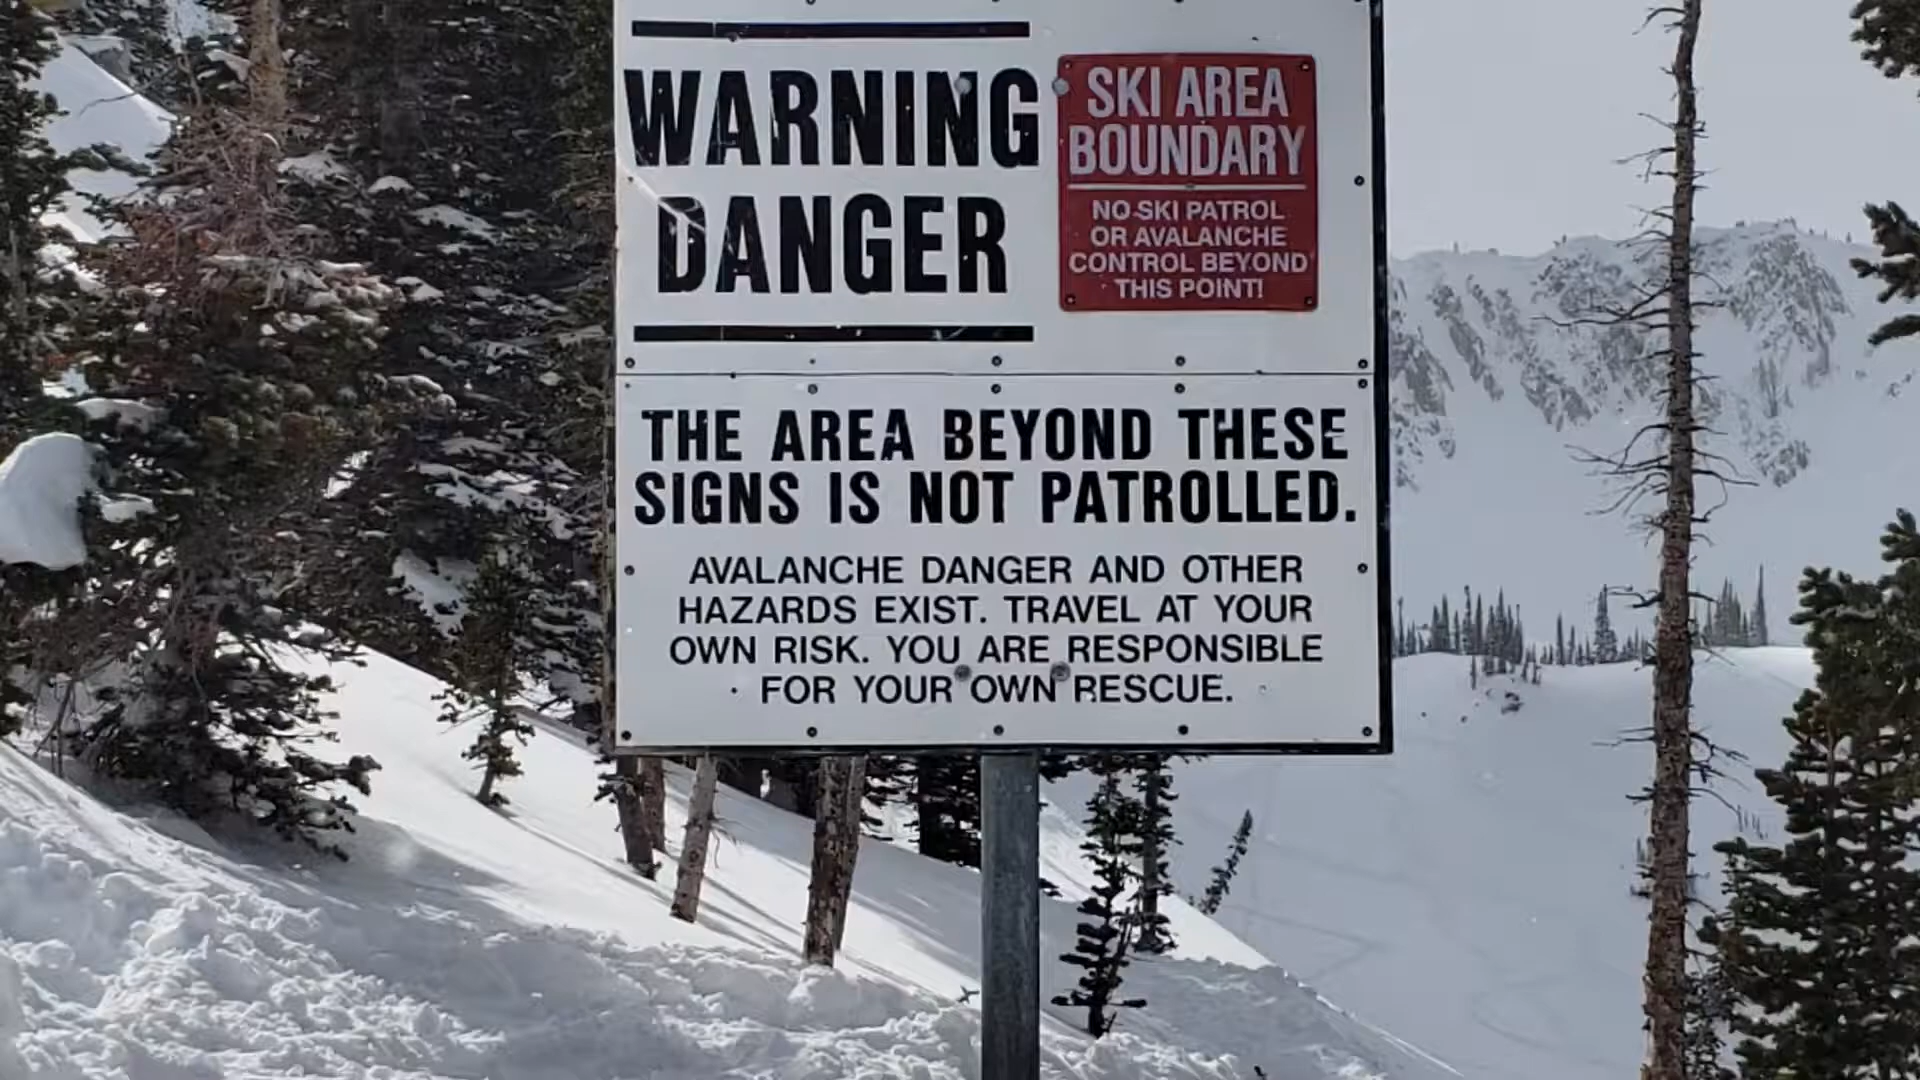 WARNING
DANGER
SKI AREA
BOUNDARY
NO SKI PATROL
OR AVALANCHE
CONTROL BEYOND
THIS POINT!
THE AREA BEYOND THESE
SIGNS IS NOT PATROLLED.
AVALANCHE DANGER AND OTHER
HAZARDS EXIST. TRAVEL AT YOUR
OWN RISK. YOU ARE RESPONSIBLE
FOR YOUR OWN RESCUE.